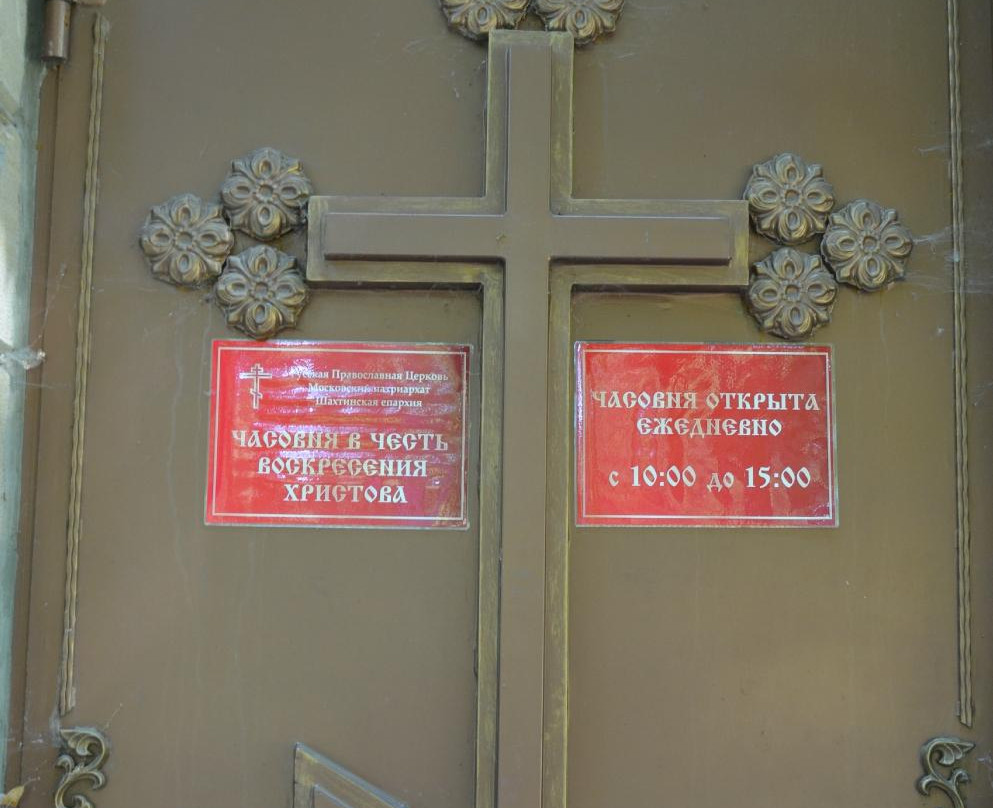 Русская Православная Церковь
Московский патриархат
Шахтинская епархия
ЧАСОВНЯ В ЧЕСТЬ
ВОСКРЕСЕНИЯ
ХРИСТОВА
ЧАСОВНЯ ОТКРЫТА
ЕЖЕДНЕВНО
с 10:00 до 15:00